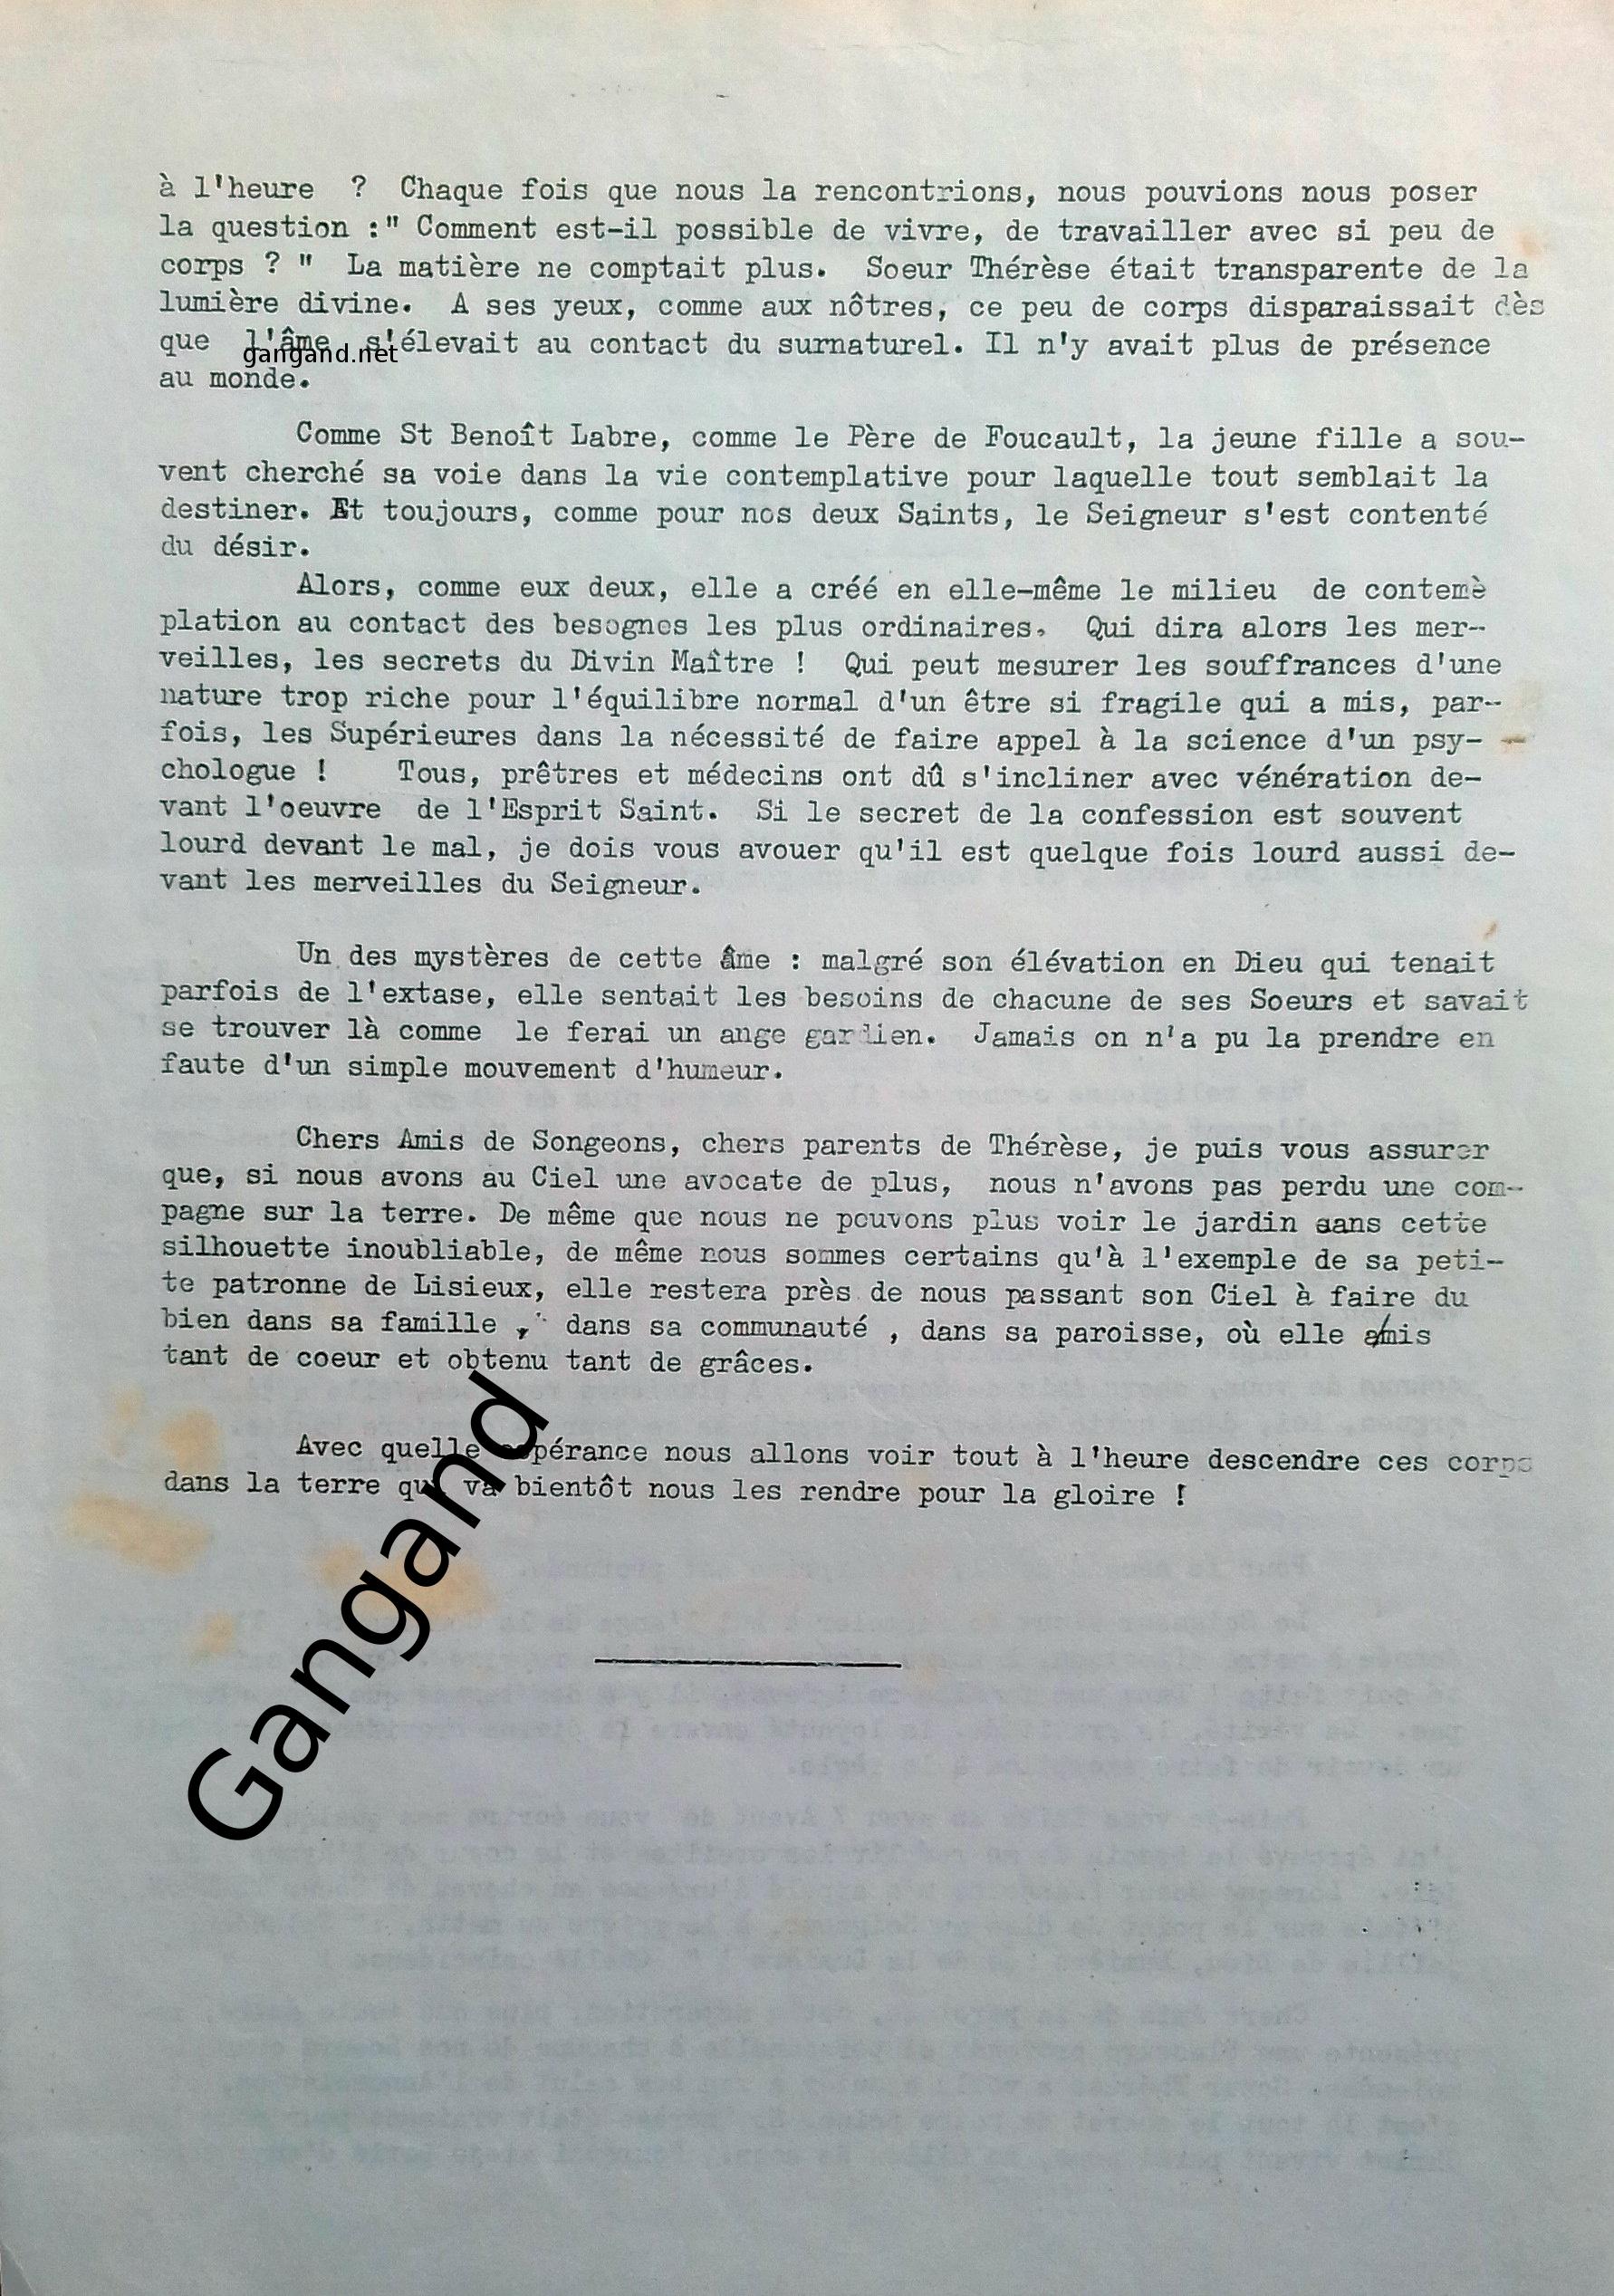 à l'heure ? Chaque fois que nous la rencontrions, nous pouvions nous poser
la question :" Comment est-il possible de vivre, de travailler avec si peu de
corps ? " La matière ne comptait plus. Soeur Thérèse était transparente de la
lumière divine. A ses yeux, comme aux nôtres, ce peu de corps disparaissait dès
que l'âme s'élevait au contact du surnaturel. Il n'y avait plus de présence
gangand.net
au monde.
Comme St Benoît Labre, comme le Père de Foucault, la jeune fille a sou-
vent cherché sa voie dans la vie contemplative pour laquelle tout semblait la
destiner. Et toujours, comme pour nos deux Saints, le Seigneur s'est contenté
du désir.
Alors, comme eux deux, elle a créé en elle-même le milieu de contemè
plation au contact des besognes les plus ordinaires. Qui dira alors les mer-
veilles, les secrets du Divin Maître ! Qui peut mesurer les souffrances d'une
nature trop riche pour l'équilibre normal d'un être si fragile qui a mis, par-
fois, les Supérieures dans la nécessité de faire appel à la science d'un psy-
chologue ! Tous, prêtres et médecins ont dû s'incliner avec vénération de-
vant l'oeuvre de l'Esprit Saint. Si le secret de la confession est souvent
lourd devant le mal, je dois vous avouer qu'il est quelque fois lourd aussi de-
vant les merveilles du Seigneur.
Un des mystères de cette âme : malgré son élévation en Dieu qui tenait
parfois de l'extase, elle sentait les besoins de chacune de ses Soeurs et savait
se trouver là comme le ferai un ange gardien. Jamais on n'a pu la prendre en
faute d'un simple mouvement d'humeur.
Chers Amis de Songeons, chers parents de Thérèse, je puis vous assurer
que, si nous avons au Ciel une avocate de plus, nous n'avons pas perdu une com-
pagne sur la terre. De même que nous ne pouvons plus voir le jardin sans cette
silhouette inoubliable, de même nous sommes certains qu'à l'exemple de sa peti-
te patronne de Lisieux, elle restera près de nous passant son Ciel à faire du
bien dans sa famille , dans sa communauté , dans sa paroisse, où elle a/mis
tant de coeur et obtenu tant de grâces.
Avec quelle espérance nous allons voir tout à l'heure descendre ces corps
dans la terre qui va bientôt nous les rendre pour la gloire !
Gangand